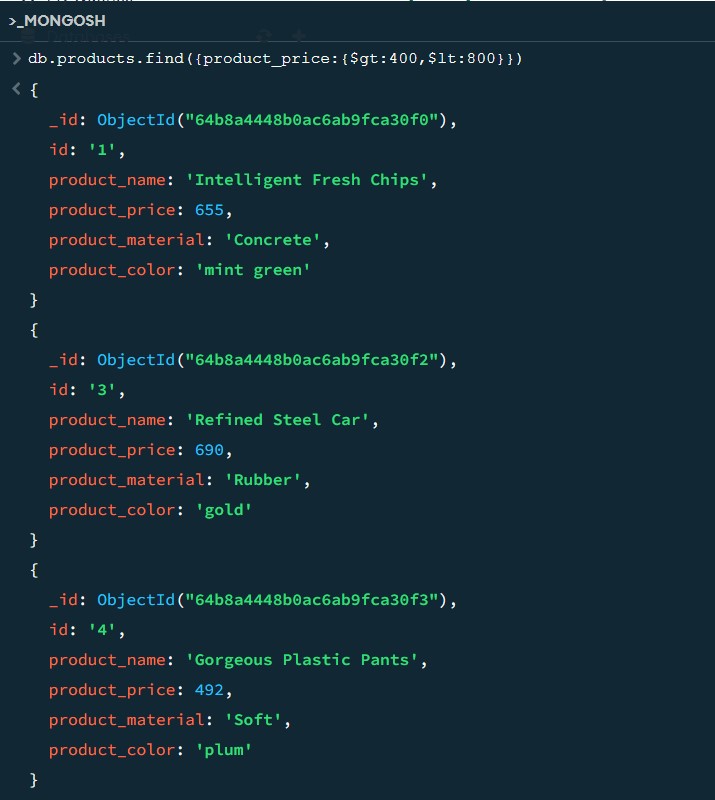 >_MONGOSH
> db.products.find({product_price:{$gt:400,$lt:800}})
< {
_id: ObjectId("64b8a4448b0ac6ab9fca30f0"),
id: '1',
product_name: 'Intelligent Fresh Chips',
product_price: 655,
product_material: 'Concrete',
product_color: 'mint green'
}
{
_id: ObjectId("64b8a4448b0ac6ab9fca30f2"),
id: '3',
product_name: 'Refined Steel Car',
product_price: 690,
product_material: 'Rubber',
product_color: 'gold'
}
{
_id: ObjectId("64b8a4448b0ac6ab9fca30f3"),
id: '4',
product_name: 'Gorgeous Plastic Pants',
product_price: 492,
product_material: 'Soft',
product_color: 'plum'
}